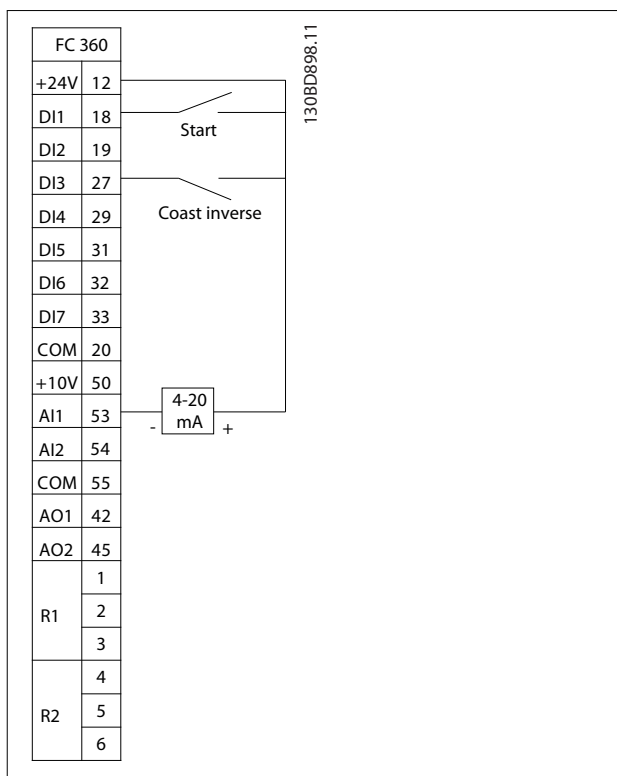 FC 360
+24V 12
DI1 18
Start
DI2 19
DI3 27
Coast inverse
DI4 29
DI5 31
DI6 32
DI7 33
COM 20
+10V 50
4-20
mA
- +
AI1 53
AI2 54
COM 55
AO1 42
AO2 45
R1
1
2
3
R2
4
5
6
130BD898.11